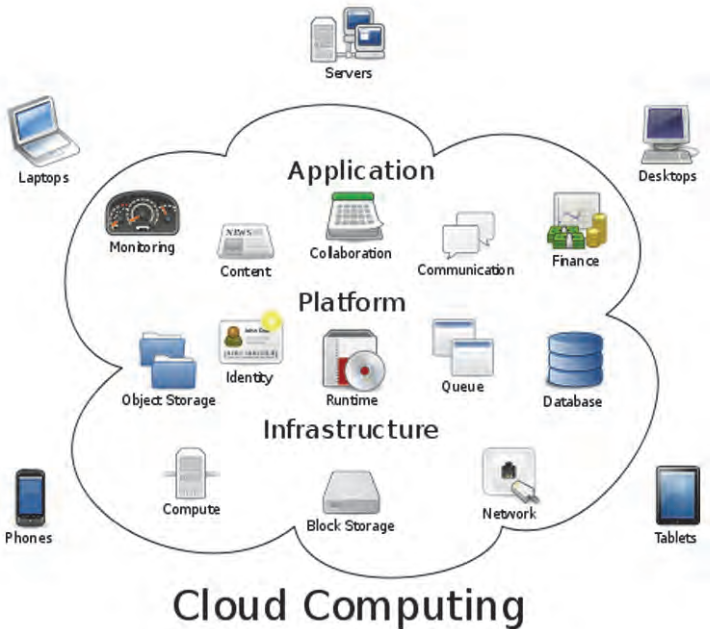 Servers
Laptops
Desktops
Application
Monitoring
Content
Collaboration
Communication
Finance
NEWS
Platform
Object Storage
Identity
Runtime
Queue
Database
Infrastructure
Compute
Block Storage
Network
Phones
Tablets
Cloud Computing